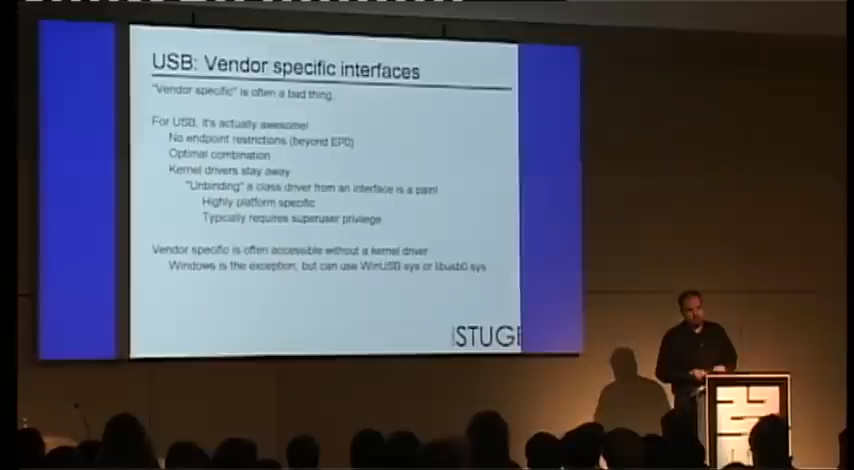 USB: Vendor specific interfaces
"Vendor specific" is often a bad thing.
For USB, it's actually awesome!
No endpoint restrictions (beyond EP0)
Optimal combination
Kernel drivers stay away
"Unbinding" a class driver from an interface is a pain!
Highly platform specific
Typically requires superuser privilege
Vendor specific is often accessible without a kernel driver
Windows is the exception, but can use WinUSB.sys or libusb0.sys
STUGE